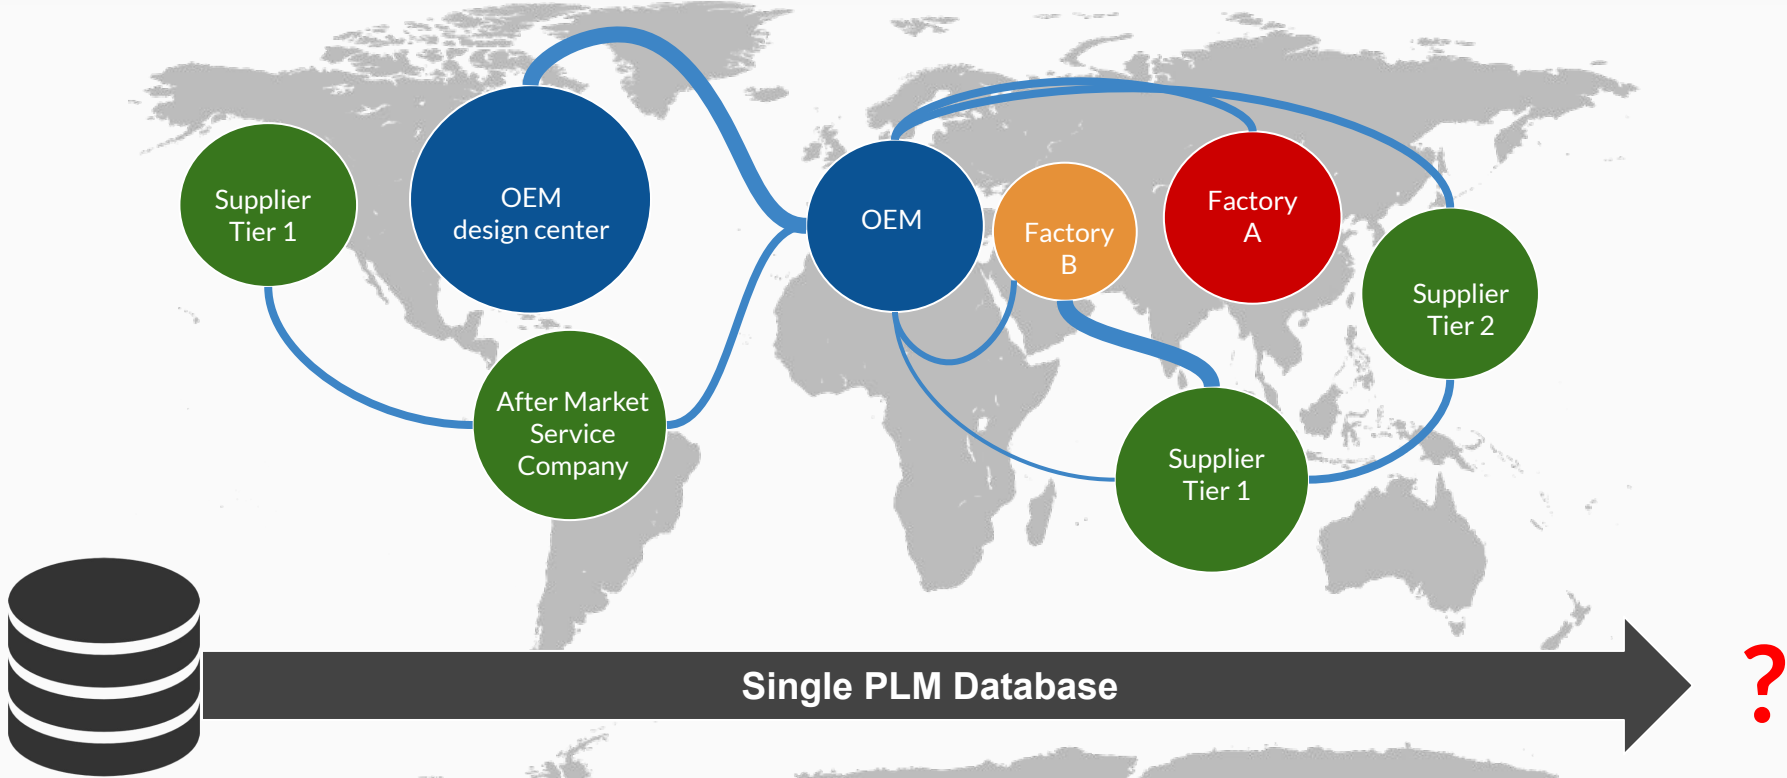 Supplier
Tier 1
OEM
design center
After Market
Service
Company
OEM
Factory
B
Factory
A
Supplier
Tier 2
Supplier
Tier 1
Single PLM Database
?